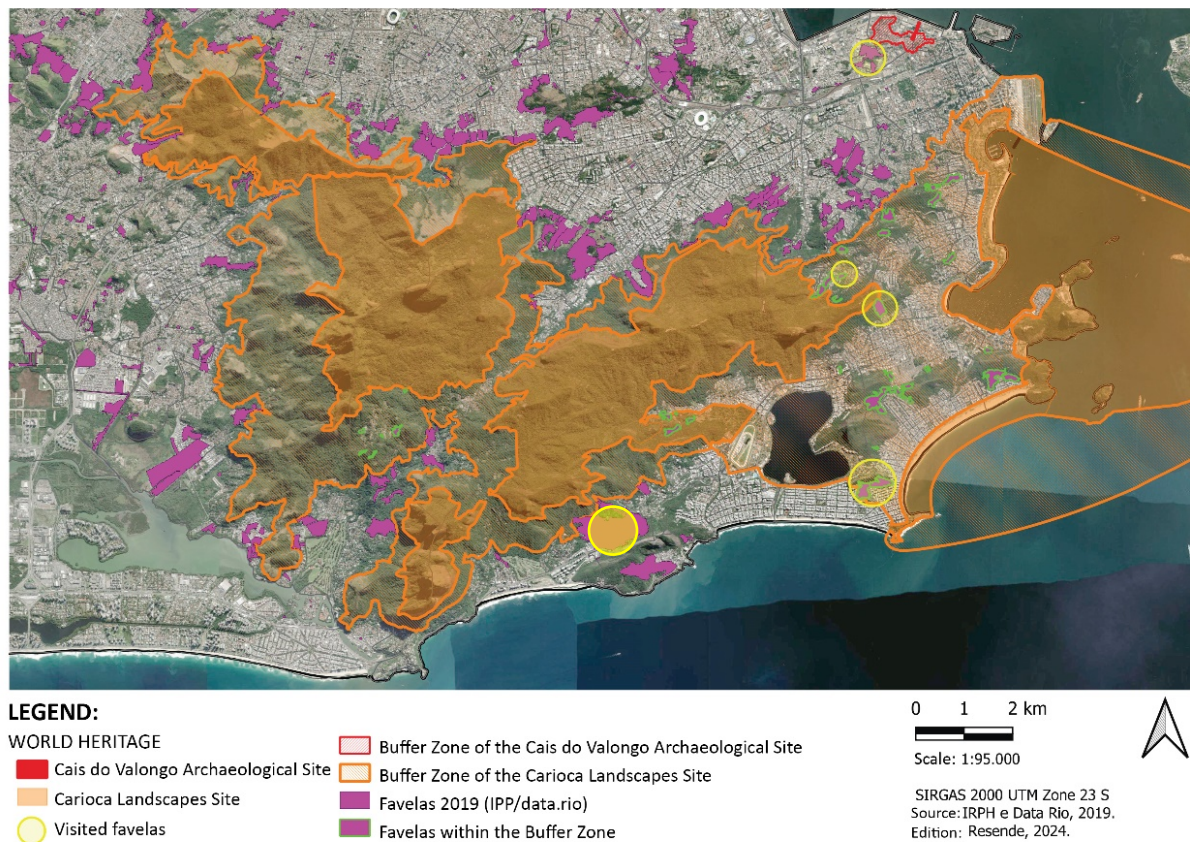 LEGEND:
WORLD HERITAGE
Cais do Valongo Archaeological Site
Carioca Landscapes Site
Visited favelas
Buffer Zone of the Cais do Valongo Archaeological Site
Buffer Zone of the Carioca Landscapes Site
Favelas 2019 (IPP/data.rio)
Favelas within the Buffer Zone
0 1 2 km
Scale: 1:95.000
SIRGAS 2000 UTM Zone 23 S
Source: IRPH e Data Rio, 2019.
Edition: Resende, 2024.